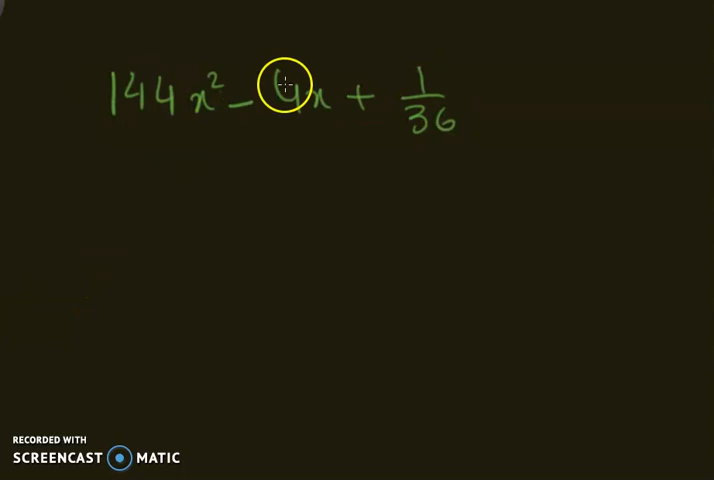 144x² - 4x + 1/36
RECORDED WITH
SCREENCAST MATIC